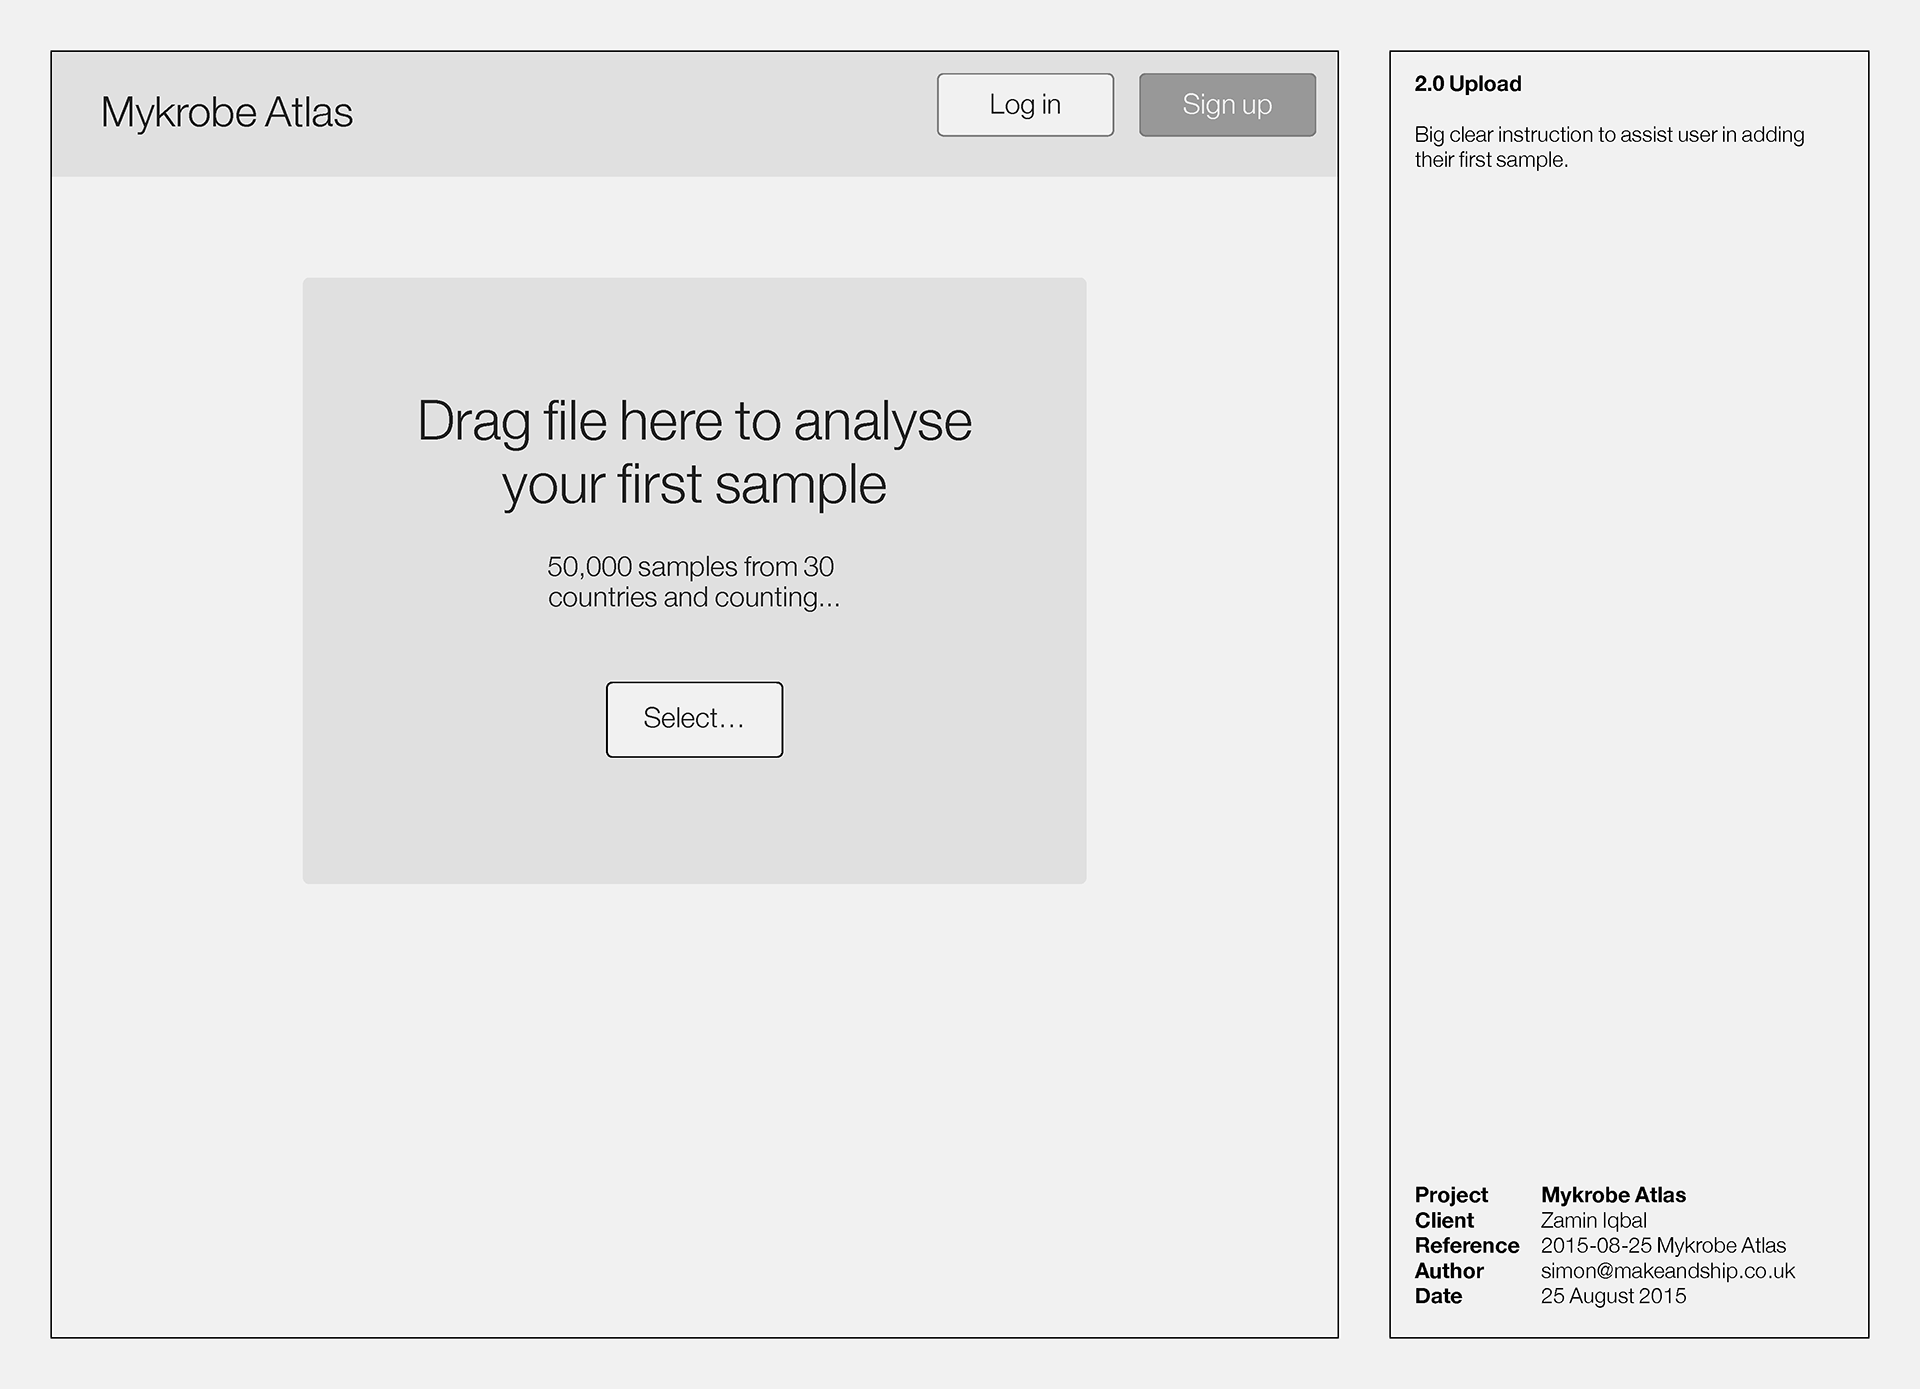 Mykrobe Atlas
Log in
Sign up
Drag file here to analyse
your first sample
50,000 samples from 30
countries and counting...
Select...
2.0 Upload
Big clear instruction to assist user in adding
their first sample.
Project Mykrobe Atlas
Client Zamin Iqbal
Reference 2015-08-25 Mykrobe Atlas
Author simon@makeandship.co.uk
Date 25 August 2015